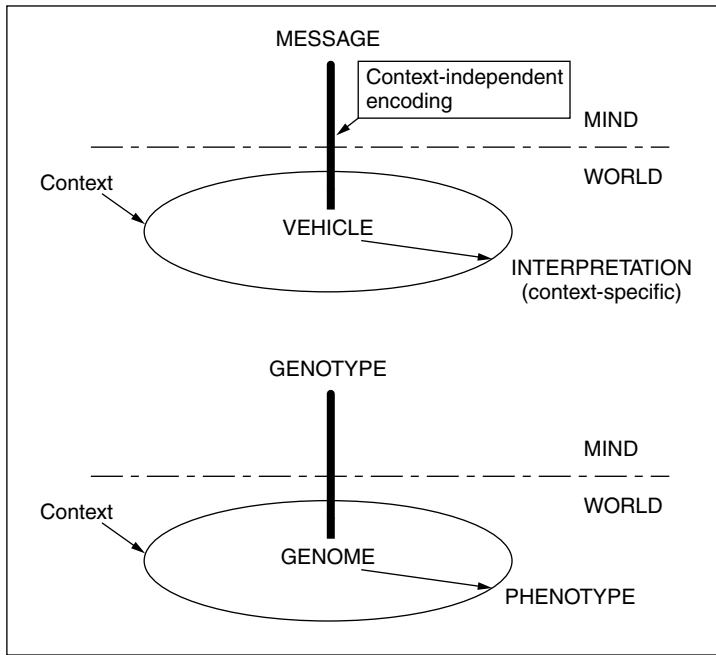 MESSAGE
Context-independent
encoding
MIND
WORLD
Context
VEHICLE
INTERPRETATION
(context-specific)
GENOTYPE
MIND
WORLD
Context
GENOME
PHENOTYPE